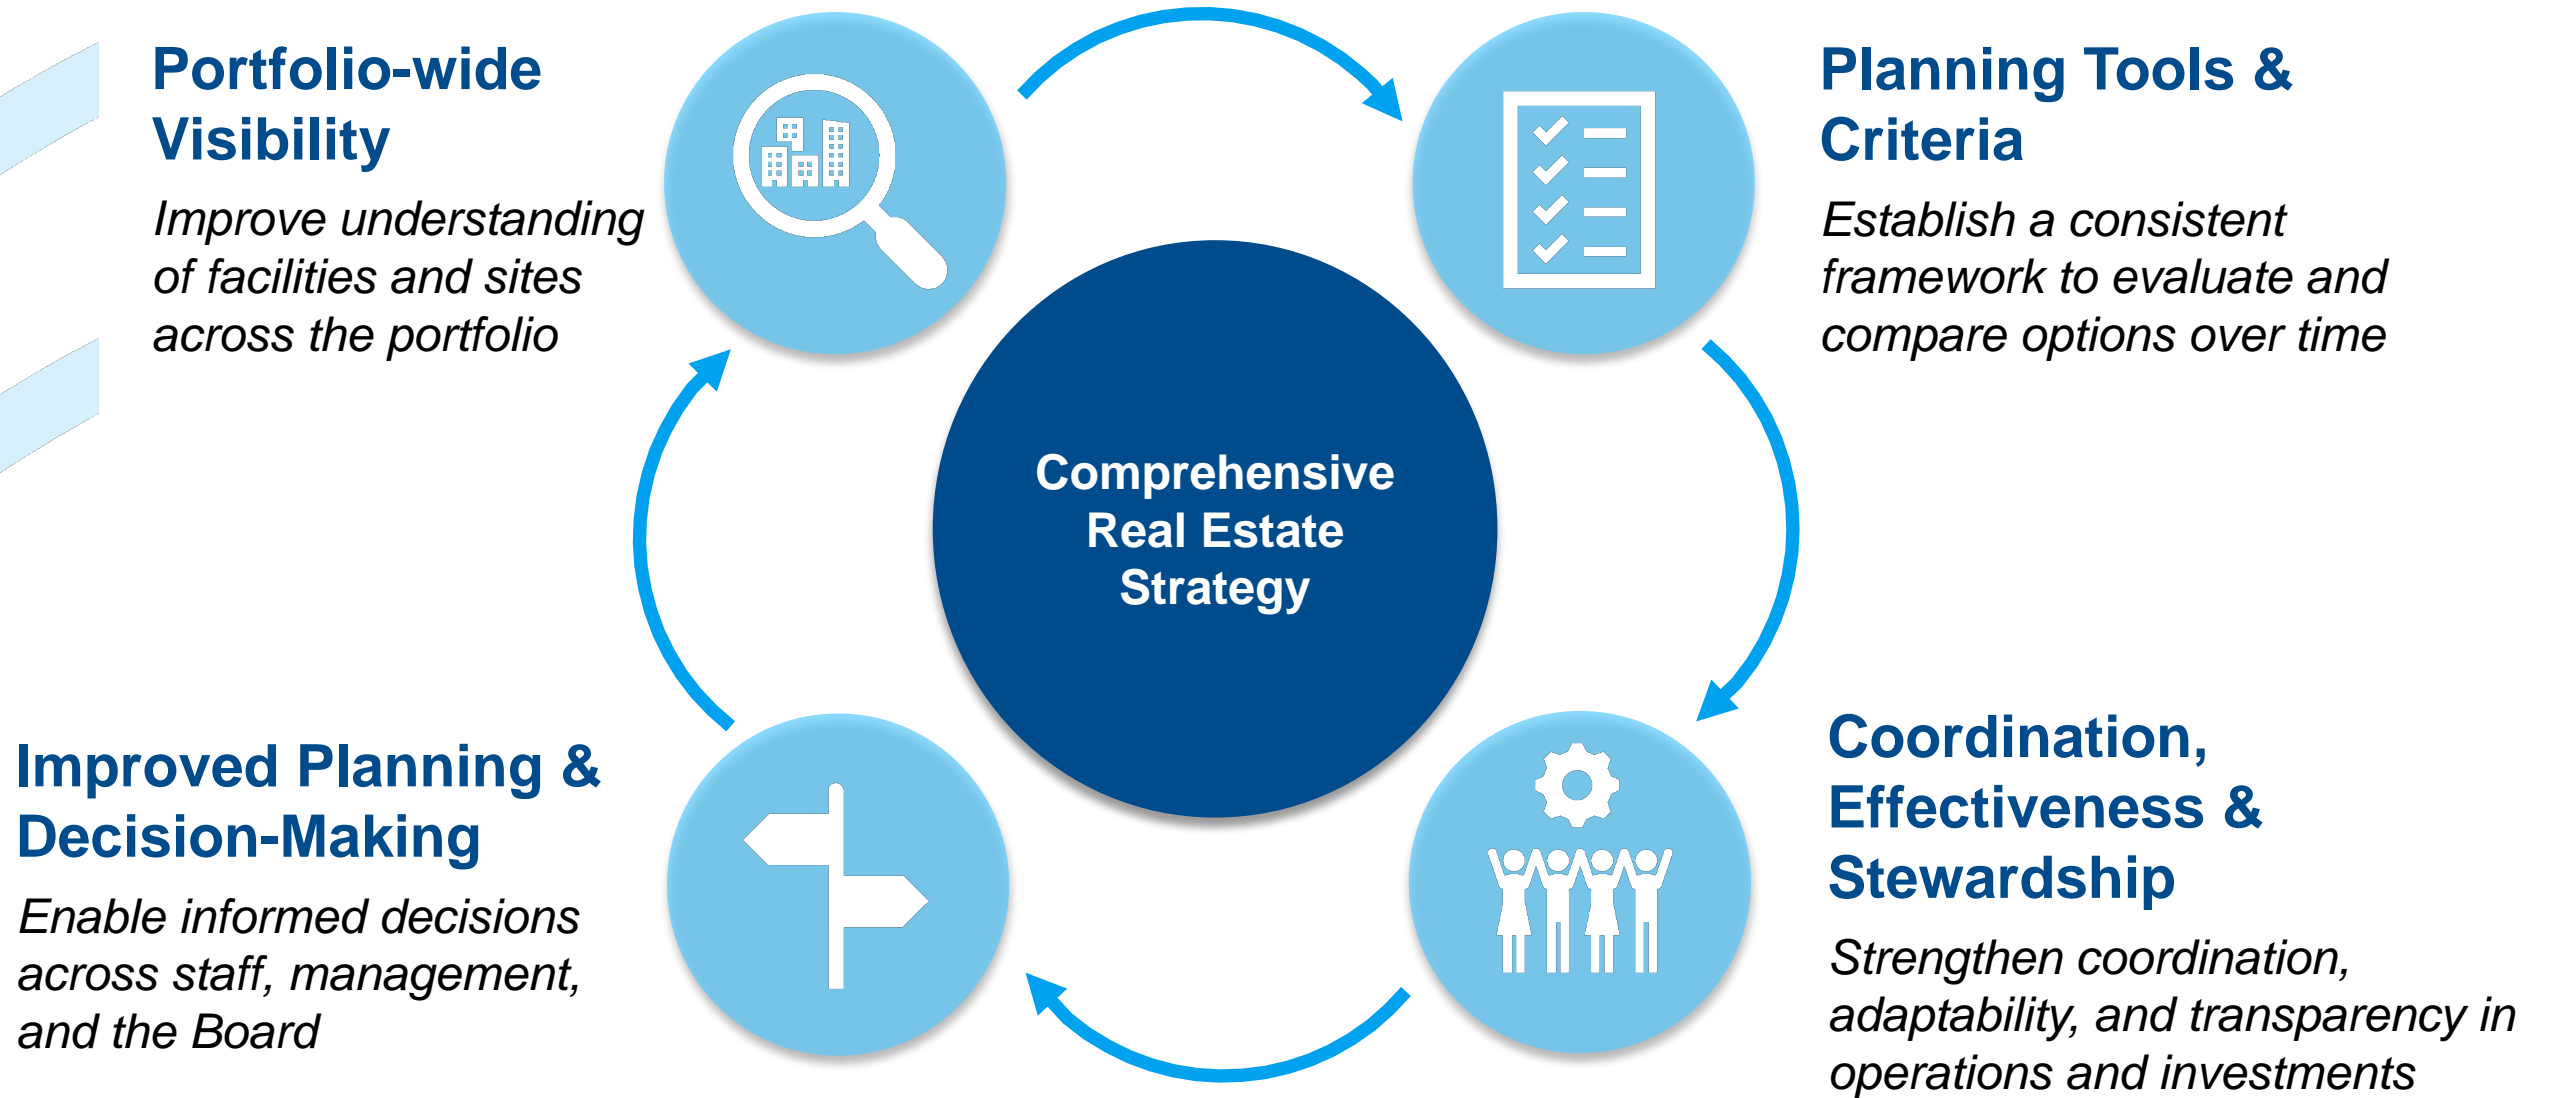 Portfolio-wide
Visibility
Improve understanding
of facilities and sites
across the portfolio
Planning Tools &
Criteria
Establish a consistent
framework to evaluate and
compare options over time
Comprehensive
Real Estate
Strategy
Improved Planning &
Decision-Making
Enable informed decisions
across staff, management,
and the Board
Coordination,
Effectiveness &
Stewardship
Strengthen coordination,
adaptability, and transparency in
operations and investments